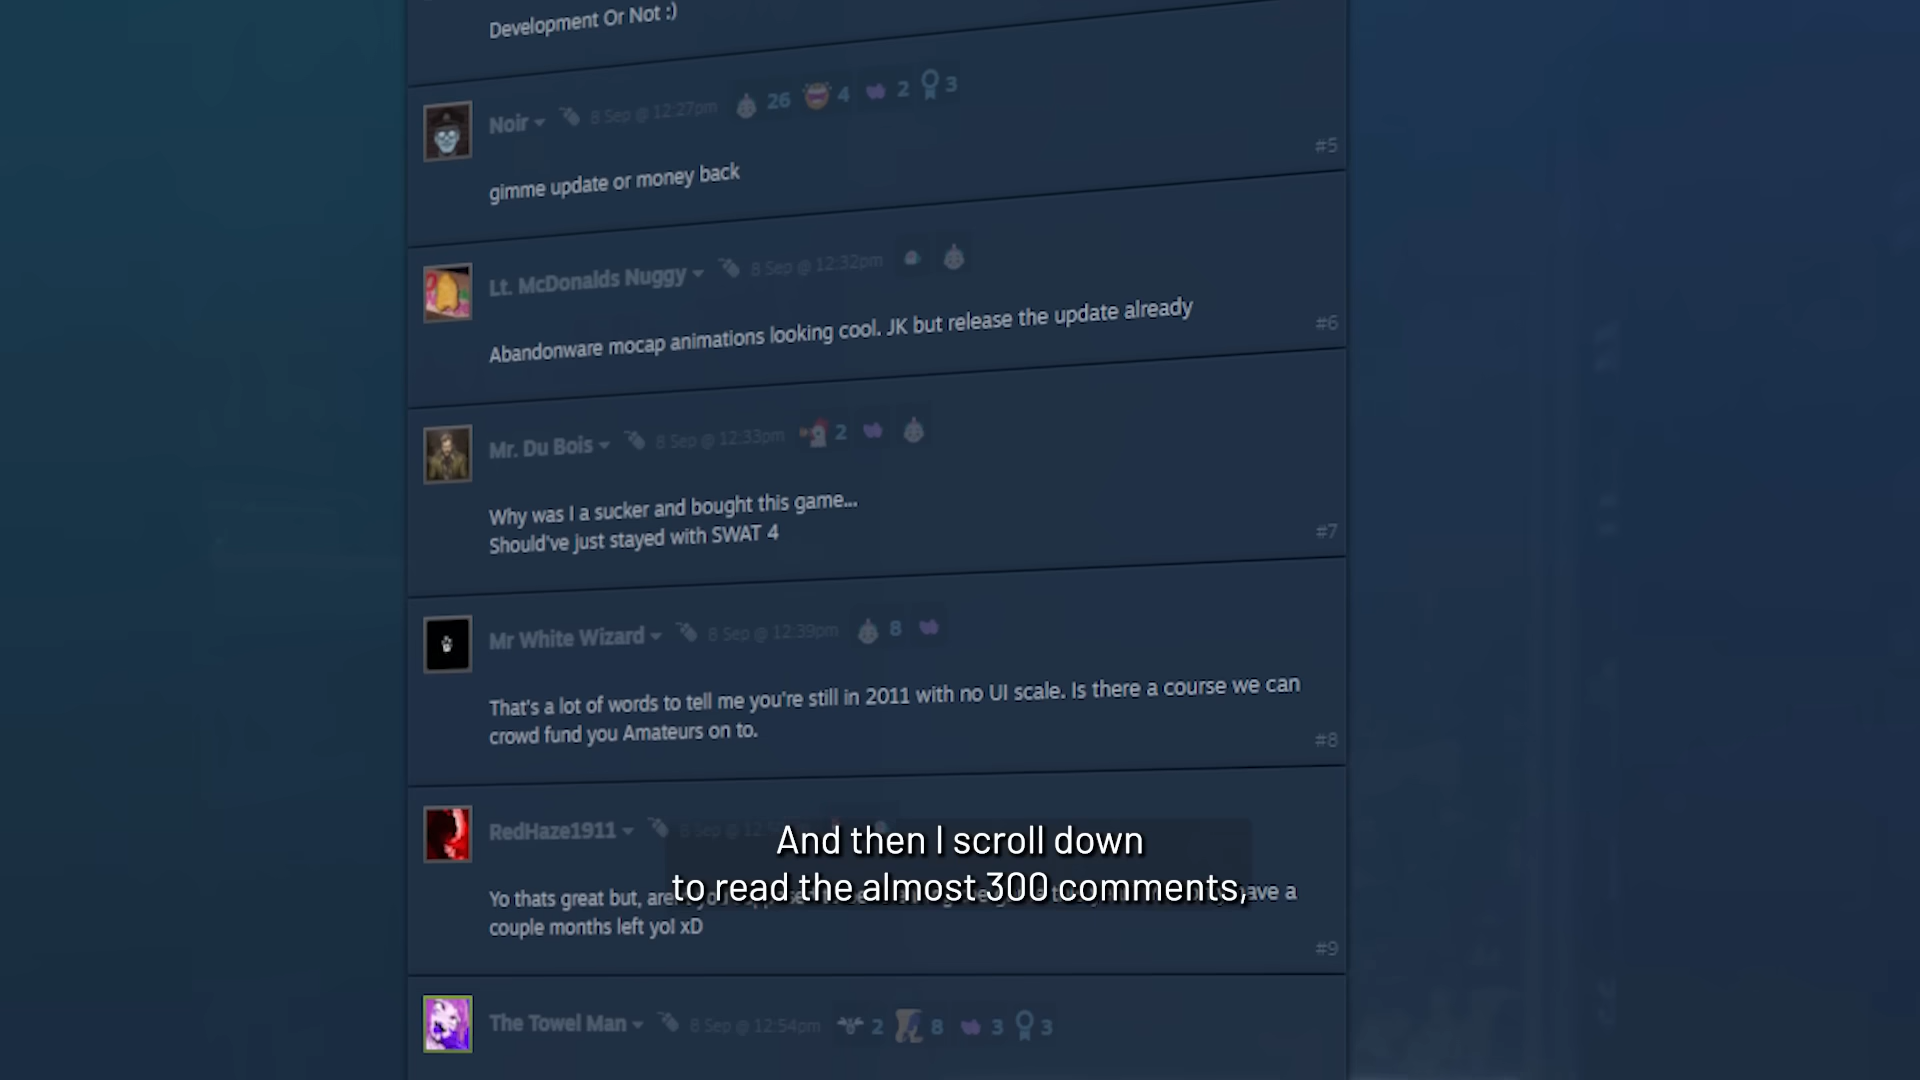 Development Or Not :)
Noir 8 Sep @ 12:27pm 26 4 2 3
#5
gimme update or money back
Lt. McDonalds Nuggy 8 Sep @ 12:32pm
Abandonware mocap animations looking cool. JK but release the update already
#6
Mr. Du Bois 8 Sep @ 12:33pm 2
Why was I a sucker and bought this game...
Should've just stayed with SWAT 4
#7
Mr White Wizard 8 Sep @ 12:39pm 8
That's a lot of words to tell me you're still in 2011 with no UI scale. Is there a course we can
crowd fund you Amateurs on to.
#8
RedHaze1911 8 Sep @
And then I scroll down
to read the almost 300 comments,
Yo thats great but, a
couple months left yo! xD
#9
The Towel Man 8 Sep @ 12:54pm 2 8 3 3